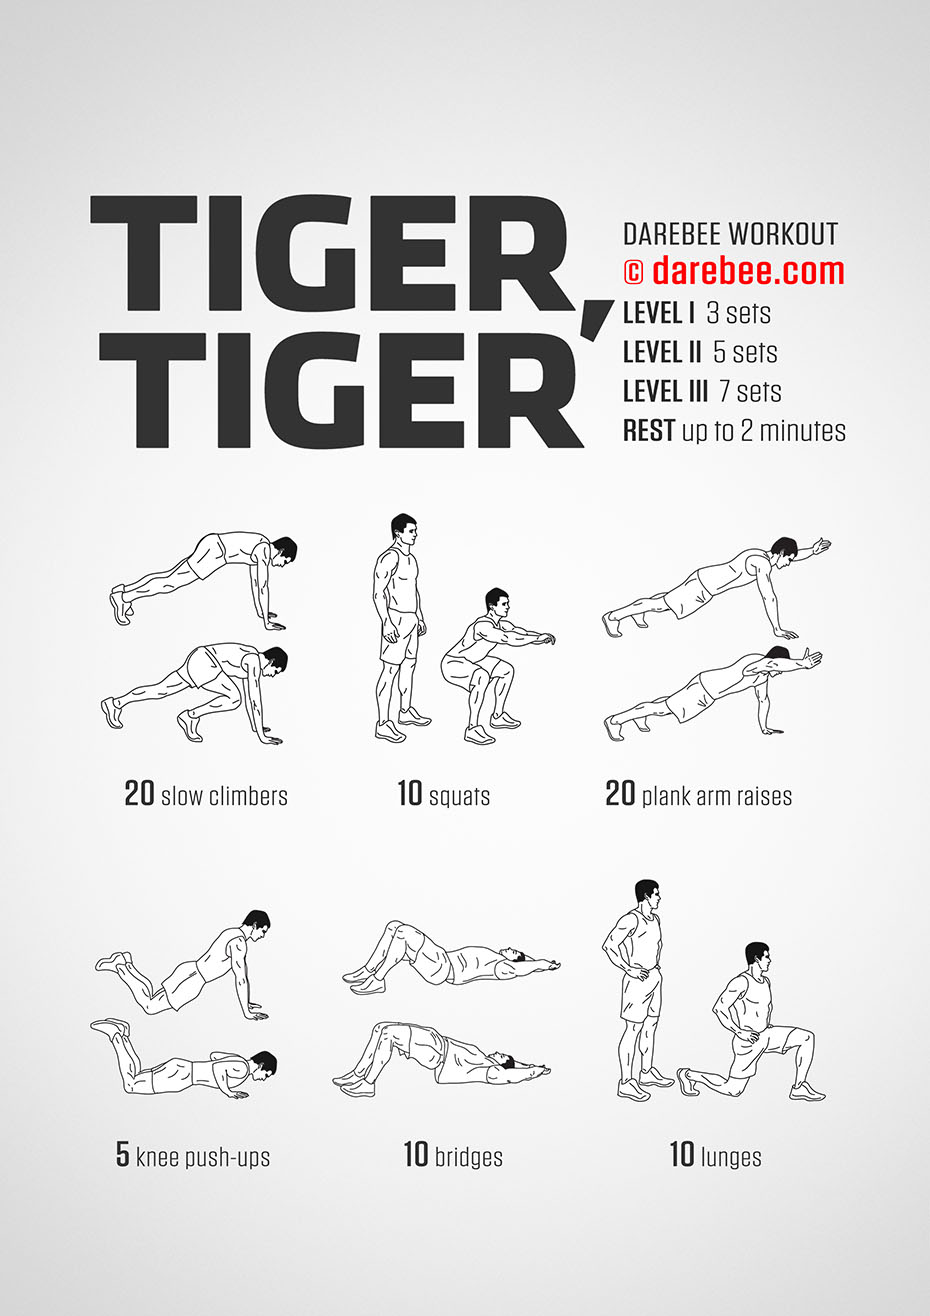 TIGER,
TIGER
DAREBEE WORKOUT
© darebee.com
LEVEL I 3 sets
LEVEL II 5 sets
LEVEL III 7 sets
REST up to 2 minutes
20 slow climbers
10 squats
20 plank arm raises
5 knee push-ups
10 bridges
10 lunges